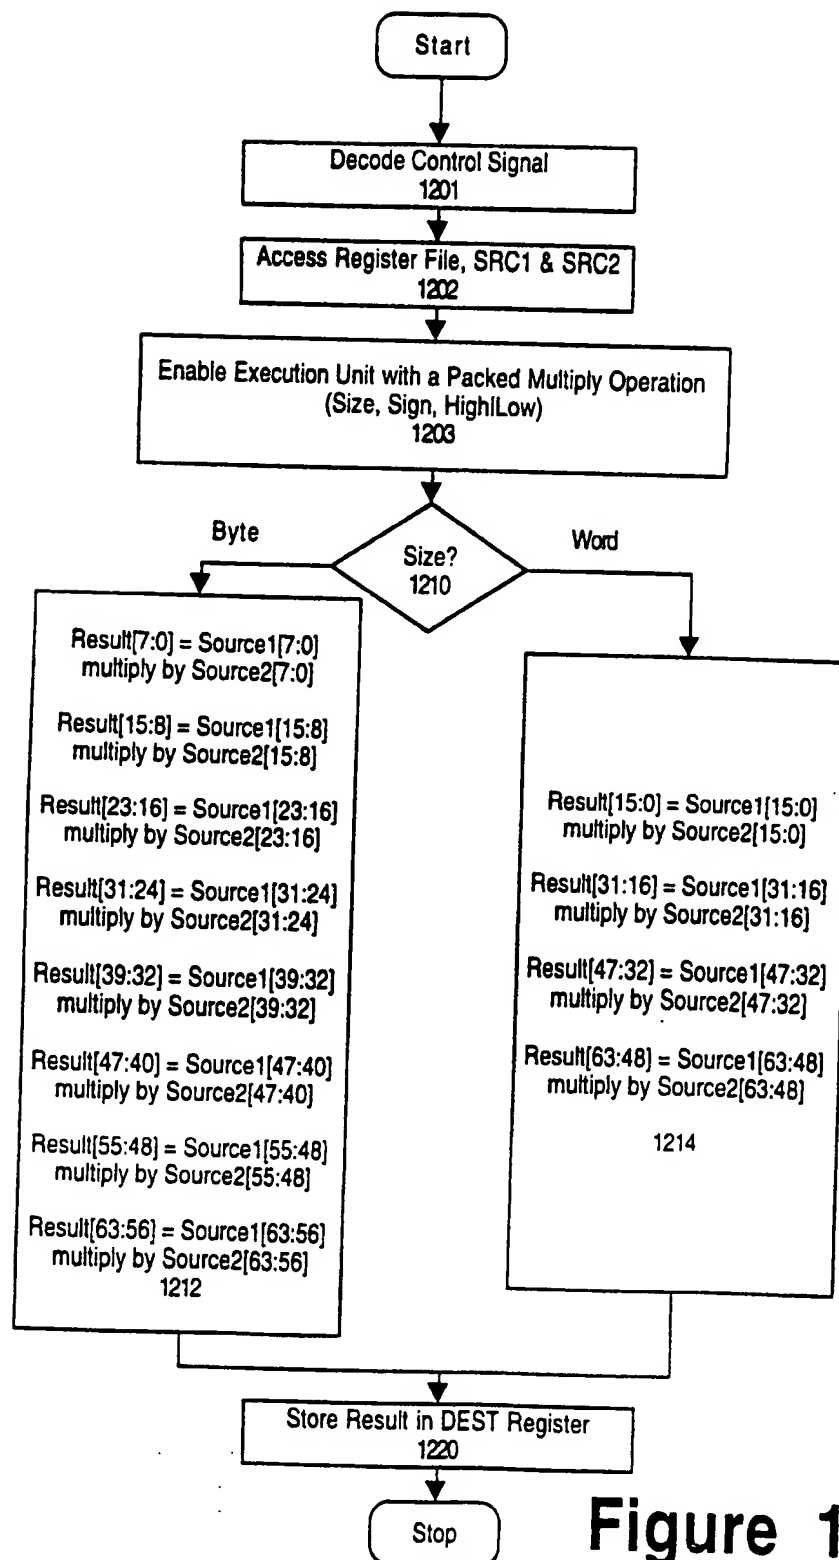 Start
Decode Control Signal
1201
Access Register File, SRC1 & SRC2
1202
Enable Execution Unit with a Packed Multiply Operation
(Size, Sign, High|Low)
1203
Size?
1210
Byte
Word
Result[7:0] = Source1[7:0]
multiply by Source2[7:0]
Result[15:8] = Source1[15:8]
multiply by Source2[15:8]
Result[23:16] = Source1[23:16]
multiply by Source2[23:16]
Result[31:24] = Source1[31:24]
multiply by Source2[31:24]
Result[39:32] = Source1[39:32]
multiply by Source2[39:32]
Result[47:40] = Source1[47:40]
multiply by Source2[47:40]
Result[55:48] = Source1[55:48]
multiply by Source2[55:48]
Result[63:56] = Source1[63:56]
multiply by Source2[63:56]
1212
Result[15:0] = Source1[15:0]
multiply by Source2[15:0]
Result[31:16] = Source1[31:16]
multiply by Source2[31:16]
Result[47:32] = Source1[47:32]
multiply by Source2[47:32]
Result[63:48] = Source1[63:48]
multiply by Source2[63:48]
1214
Store Result in DEST Register
1220
Stop
Figure 1